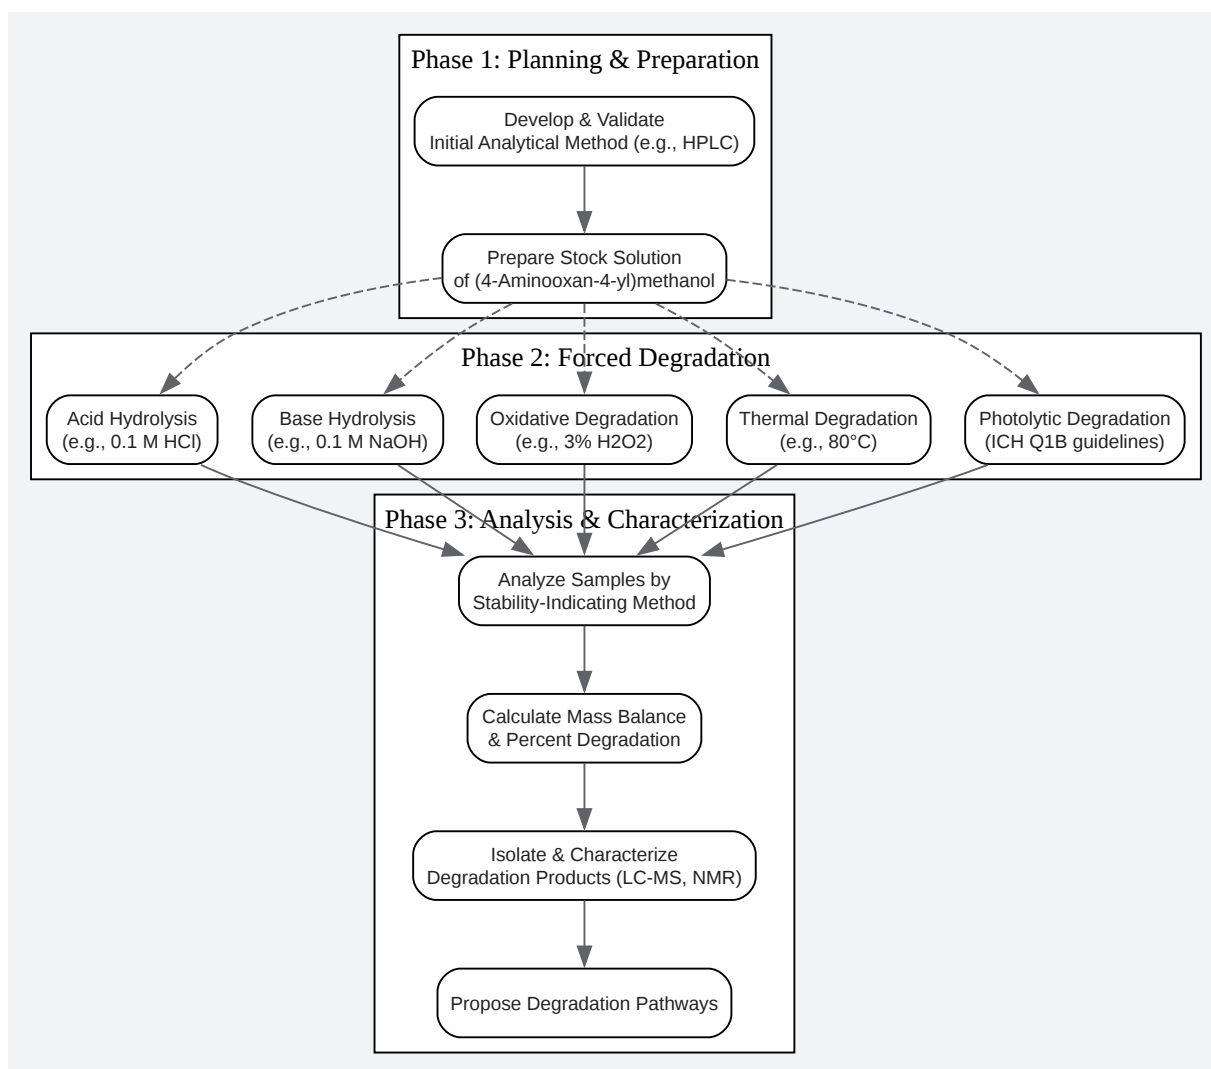 Phase 1: Planning & Preparation
Develop & Validate
Initial Analytical Method (e.g., HPLC)
Prepare Stock Solution
of (4-Aminooxan-4-yl)methanol
Phase 2: Forced Degradation
Acid Hydrolysis
(e.g., 0.1 M HCl)
Base Hydrolysis
(e.g., 0.1 M NaOH)
Oxidative Degradation
(e.g., 3% H2O2)
Thermal Degradation
(e.g., 80°C)
Photolytic Degradation
(ICH Q1B guidelines)
Phase 3: Analysis & Characterization
Analyze Samples by
Stability-Indicating Method
Calculate Mass Balance
& Percent Degradation
Isolate & Characterize
Degradation Products (LC-MS, NMR)
Propose Degradation Pathways